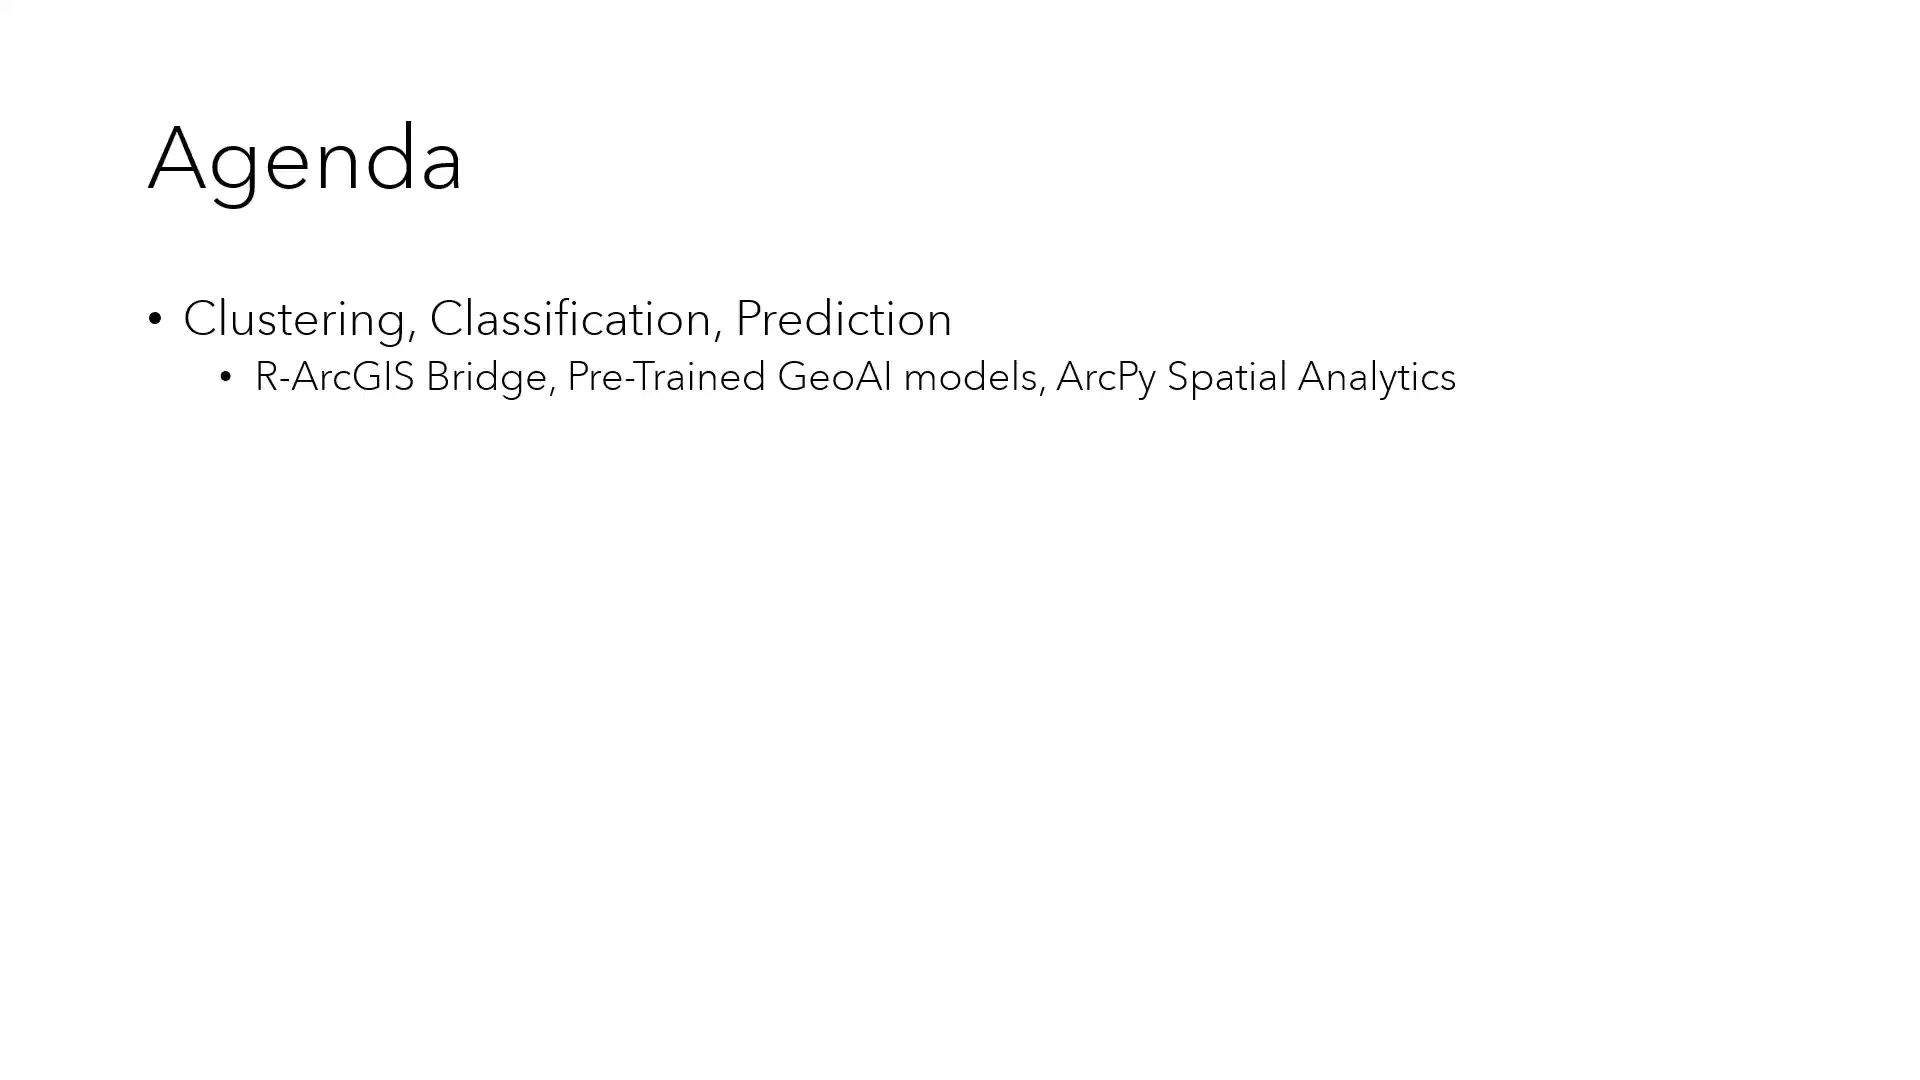 Agenda
• Clustering, Classification, Prediction
• R-ArcGIS Bridge, Pre-Trained GeoAI models, ArcPy Spatial Analytics